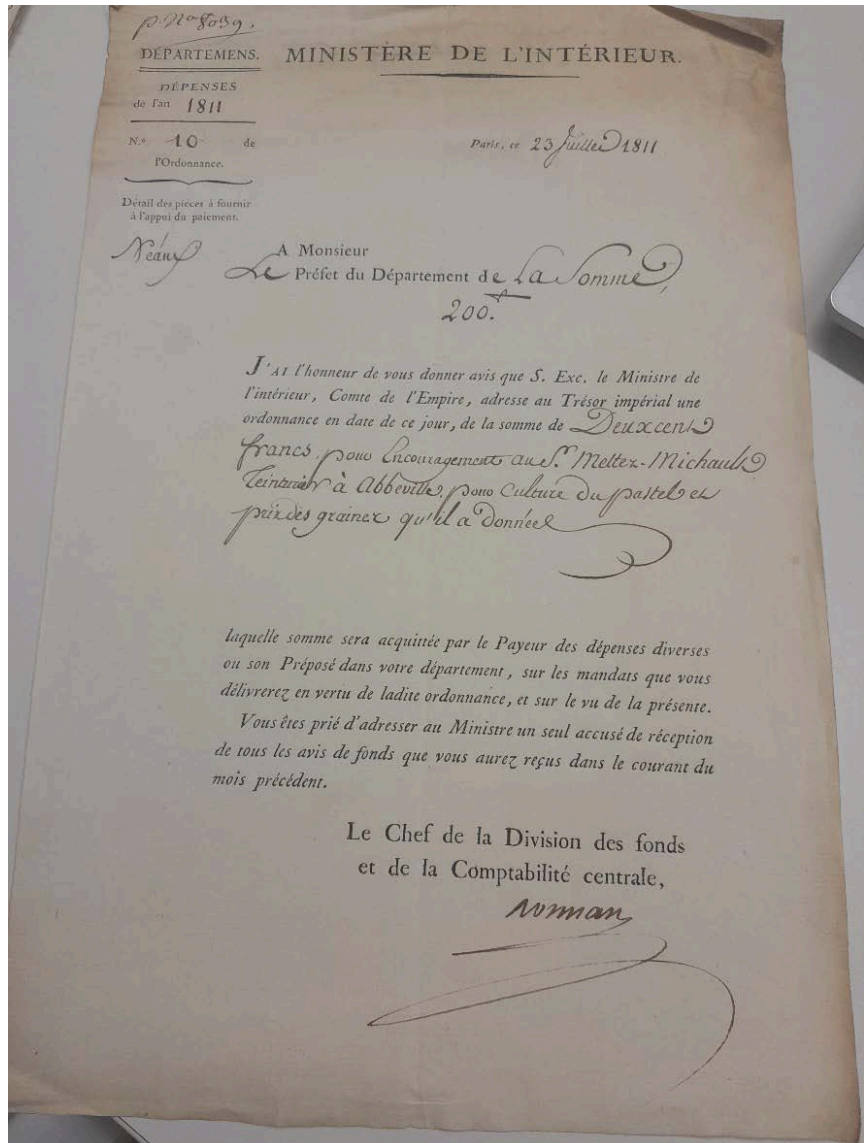 p. N° 8039.
DÉPARTEMENS.
MINISTÈRE DE L'INTÉRIEUR.
DÉPENSES
de l'an 1811
N.° 10 de
l'Ordonnance.
Paris, ce 23 Juillet 1811
Détail des pièces à fournir
à l'appui du paiement.
Néant
A Monsieur
Le Préfet du Département de La Somme,
200.f
J'AI l'honneur de vous donner avis que S. Exc. le Ministre de
l'intérieur, Comte de l'Empire, adresse au Trésor impérial une
ordonnance en date de ce jour, de la somme de Deux cent
francs, pour Encouragement au Sr. Mettez-Michault
Teinturier à Abbeville, pour Culture du pastel et
prix des graines qu'il a données
laquelle somme sera acquittée par le Payeur des dépenses diverses
ou son Préposé dans votre département, sur les mandats que vous
délivrerez en vertu de ladite ordonnance, et sur le vu de la présente.
Vous êtes prié d'adresser au Ministre un seul accusé de réception
de tous les avis de fonds que vous aurez reçus dans le courant du
mois précédent.
Le Chef de la Division des fonds
et de la Comptabilité centrale,